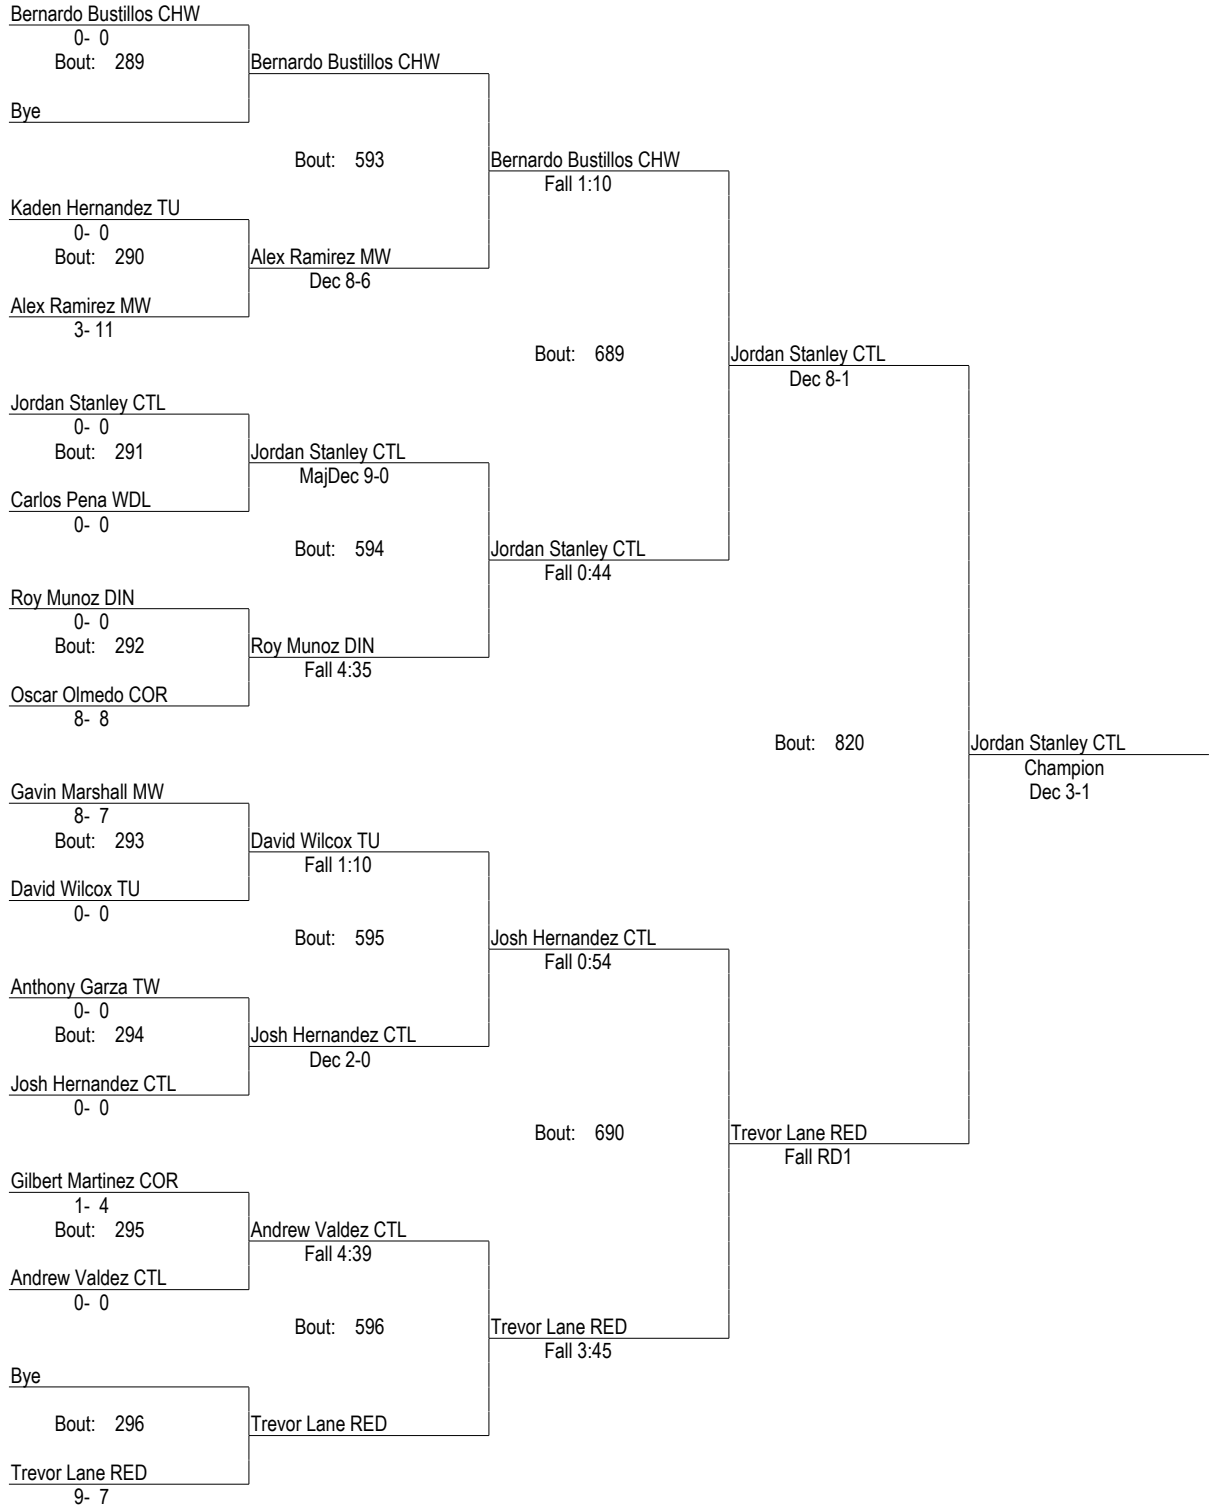 Bernardo Bustillos CHW
0- 0
Bout: 289
Bernardo Bustillos CHW
Bye
Bout: 593
Bernardo Bustillos CHW
Fall 1:10
Kaden Hernandez TU
0- 0
Bout: 290
Alex Ramirez MW
Dec 8-6
Alex Ramirez MW
3- 11
Bout: 689
Jordan Stanley CTL
Dec 8-1
Jordan Stanley CTL
0- 0
Bout: 291
Jordan Stanley CTL
MajDec 9-0
Carlos Pena WDL
0- 0
Bout: 594
Jordan Stanley CTL
Fall 0:44
Roy Munoz DIN
0- 0
Bout: 292
Roy Munoz DIN
Fall 4:35
Oscar Olmedo COR
8- 8
Bout: 820
Jordan Stanley CTL
Champion
Dec 3-1
Gavin Marshall MW
8- 7
Bout: 293
David Wilcox TU
Fall 1:10
David Wilcox TU
0- 0
Bout: 595
Josh Hernandez CTL
Fall 0:54
Anthony Garza TW
0- 0
Bout: 294
Josh Hernandez CTL
Dec 2-0
Josh Hernandez CTL
0- 0
Bout: 690
Trevor Lane RED
Fall RD1
Gilbert Martinez COR
1- 4
Bout: 295
Andrew Valdez CTL
Fall 4:39
Andrew Valdez CTL
0- 0
Bout: 596
Trevor Lane RED
Fall 3:45
Bye
Bout: 296
Trevor Lane RED
Trevor Lane RED
9- 7